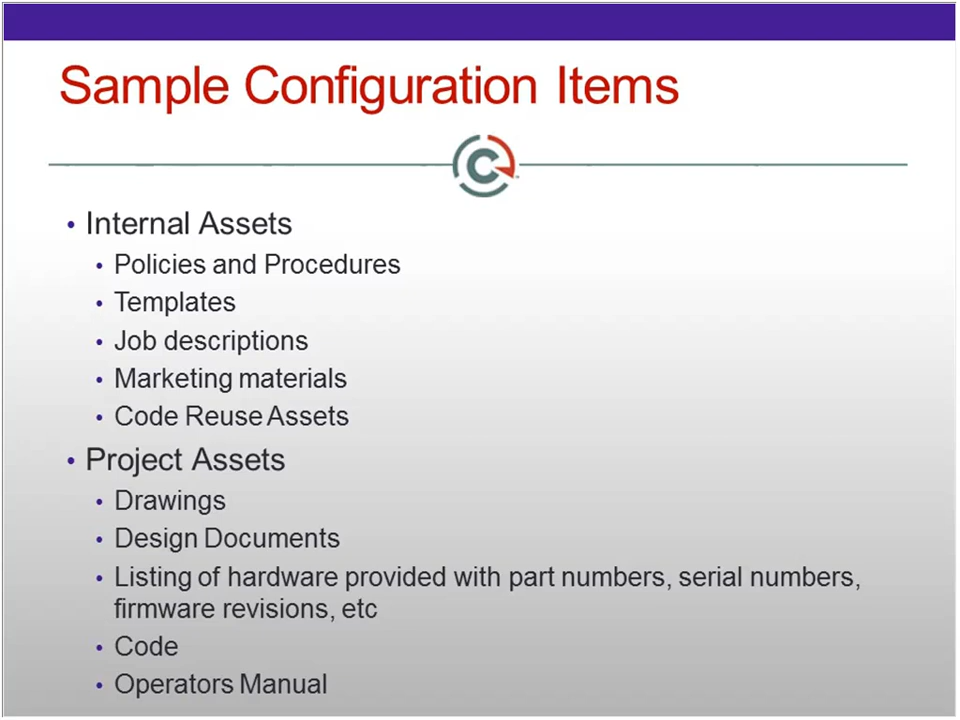 Sample Configuration Items
• Internal Assets
• Policies and Procedures
• Templates
• Job descriptions
• Marketing materials
• Code Reuse Assets
• Project Assets
• Drawings
• Design Documents
• Listing of hardware provided with part numbers, serial numbers,
firmware revisions, etc
• Code
• Operators Manual